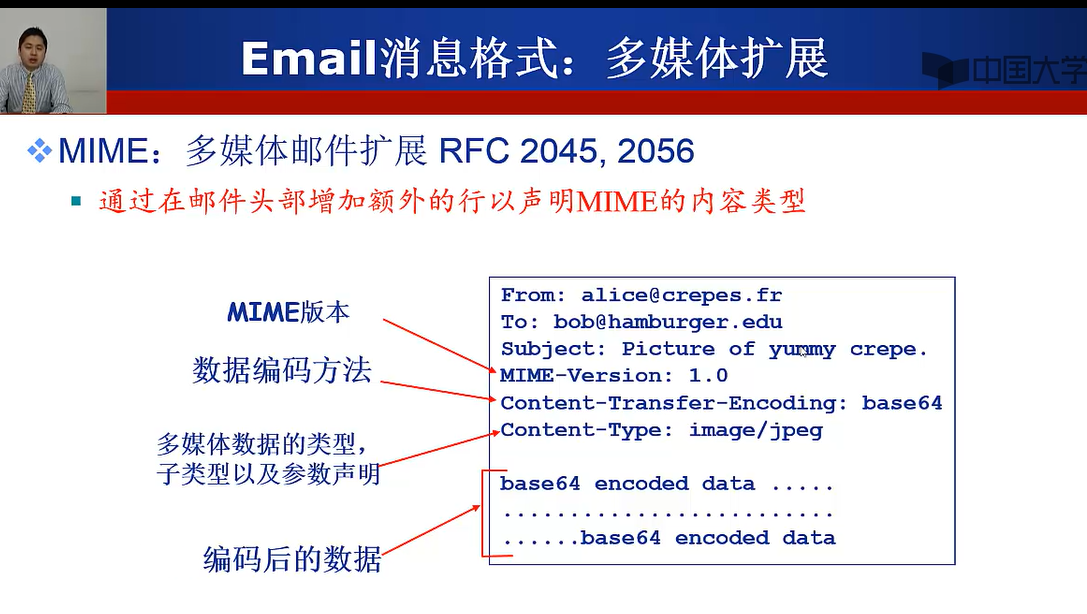 Email消息格式：多媒体扩展
中国大学
MIME：多媒体邮件扩展 RFC 2045, 2056
通过在邮件头部增加额外的行以声明MIME的内容类型
MIME版本
数据编码方法
多媒体数据的类型，
子类型以及参数声明
编码后的数据
From: alice@crepes.fr
To: bob@hamburger.edu
Subject: Picture of yummy crepe.
MIME-Version: 1.0
Content-Transfer-Encoding: base64
Content-Type: image/jpeg
base64 encoded data .....
.........................
......base64 encoded data